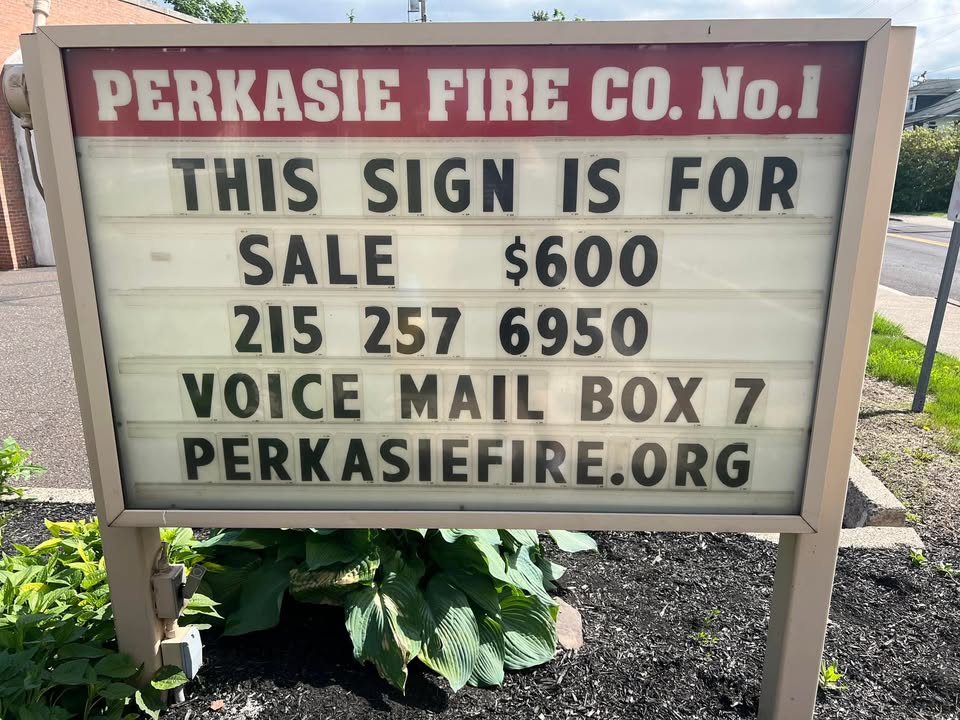 PERKASIE FIRE CO. No.1
THIS SIGN IS FOR
SALE $600
215 257 6950
VOICE MAIL BOX 7
PERKASIEFIRE.ORG